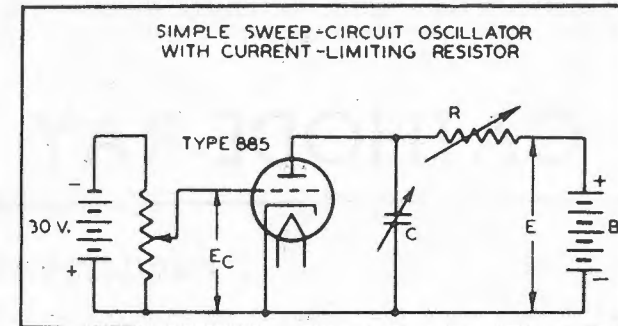 SIMPLE SWEEP-CIRCUIT OSCILLATOR
WITH CURRENT-LIMITING RESISTOR
R
TYPE 885
-
+
30 V.
EC
C
E
B
+
-